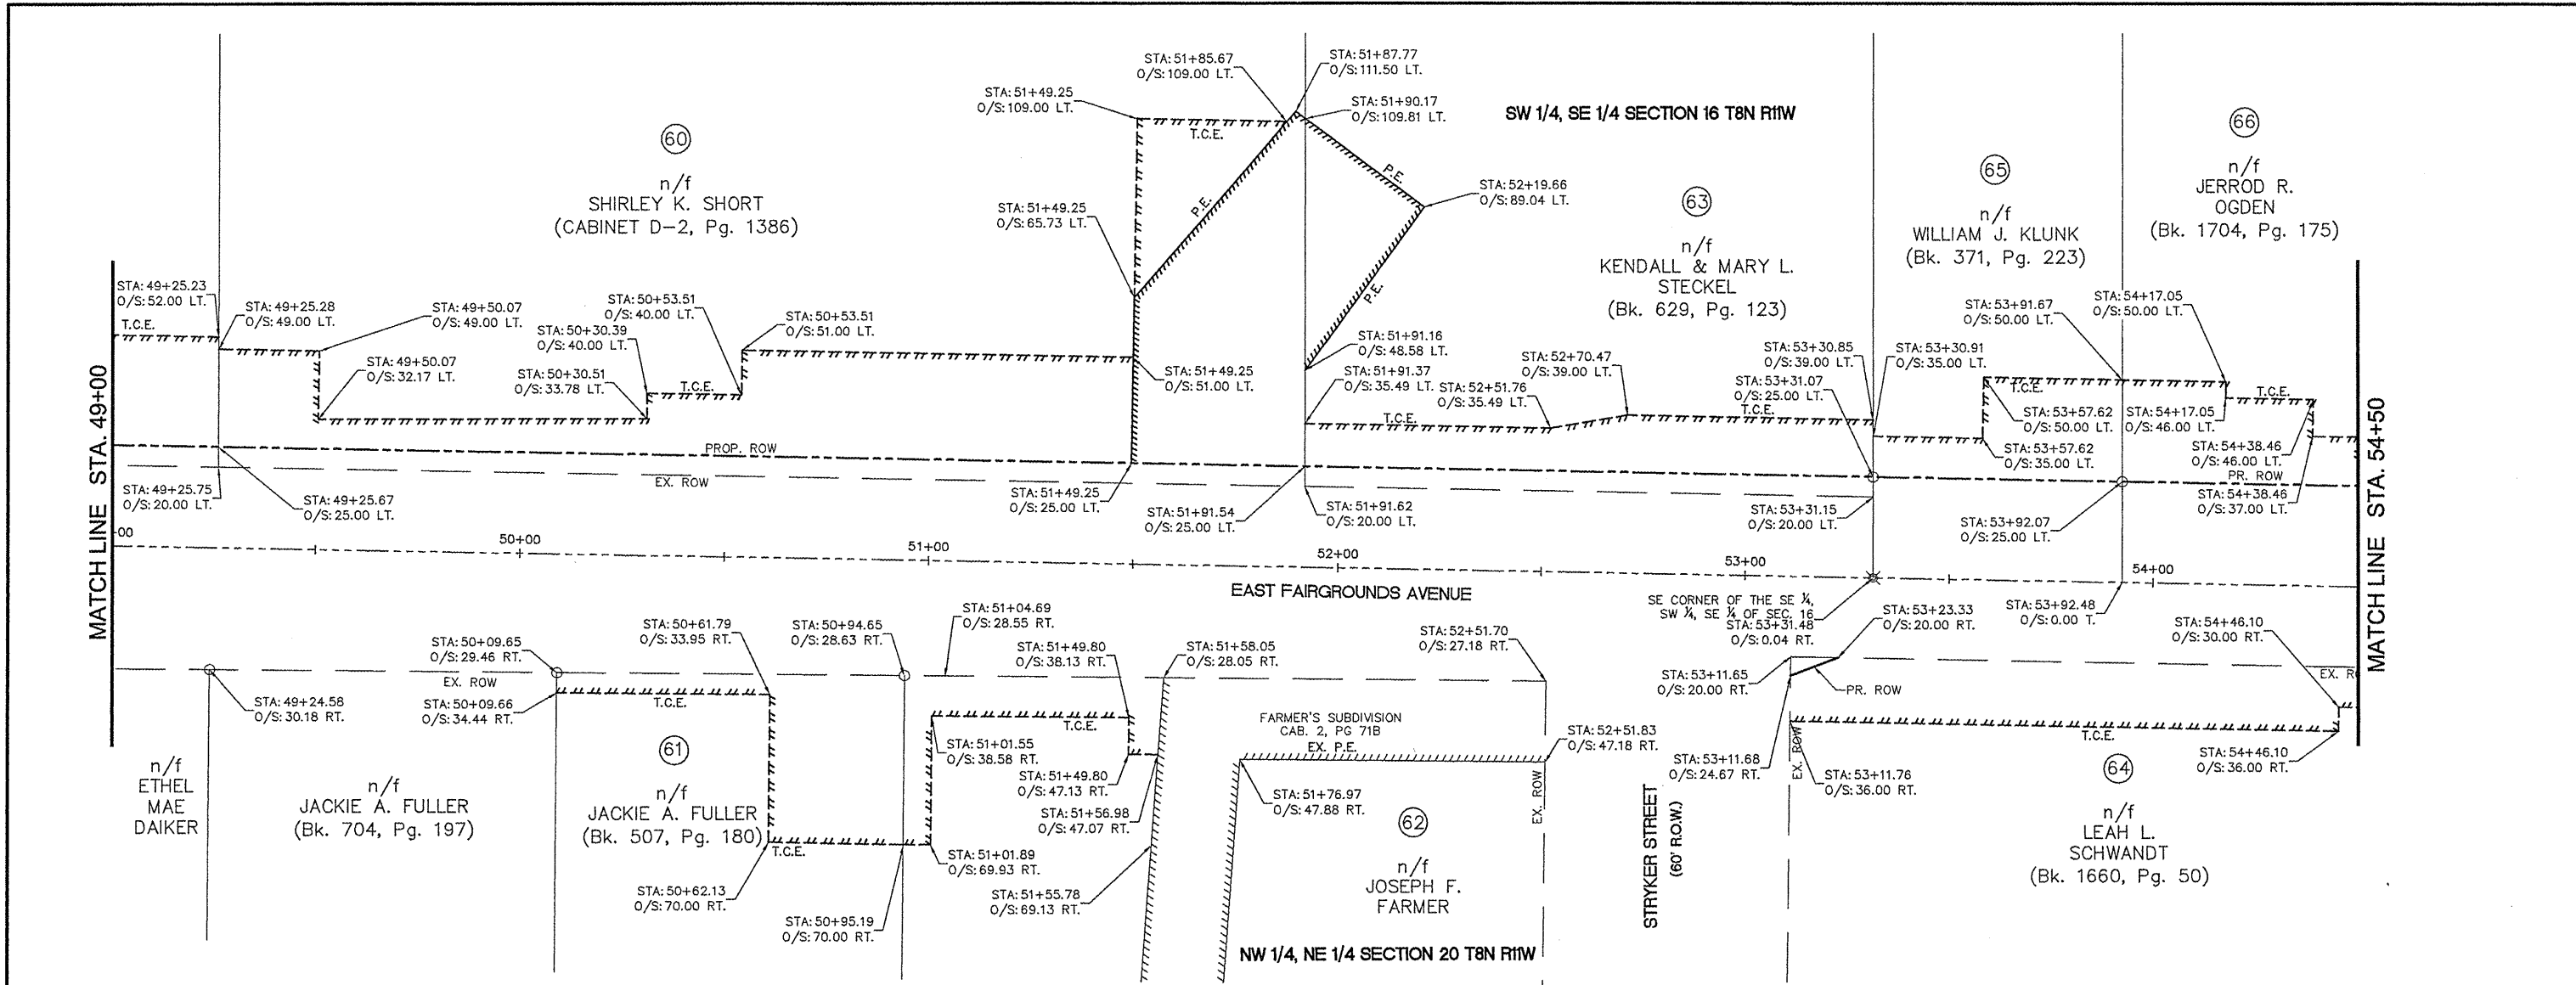 STA: 51+85.67
O/S: 109.00 LT.
STA: 51+87.77
O/S: 111.50 LT.
STA: 51+49.25
O/S: 109.00 LT.
STA: 51+90.17
O/S: 109.81 LT.
SW 1/4, SE 1/4 SECTION 16 T8N R11W
T.C.E.
60
n/f
SHIRLEY K. SHORT
(CABINET D-2, Pg. 1386)
P.E.
P.E.
P.E.
STA: 52+19.66
O/S: 89.04 LT.
STA: 51+49.25
O/S: 65.73 LT.
63
n/f
KENDALL & MARY L.
STECKEL
(Bk. 629, Pg. 123)
65
n/f
WILLIAM J. KLUNK
(Bk. 371, Pg. 223)
66
n/f
JERROD R.
OGDEN
(Bk. 1704, Pg. 175)
STA: 49+25.23
O/S: 52.00 LT.
T.C.E.
STA: 49+25.28
O/S: 49.00 LT.
STA: 49+50.07
O/S: 49.00 LT.
STA: 50+53.51
O/S: 40.00 LT.
STA: 50+30.39
O/S: 40.00 LT.
STA: 50+53.51
O/S: 51.00 LT.
STA: 49+50.07
O/S: 32.17 LT.
STA: 50+30.51
O/S: 33.78 LT.
T.C.E.
STA: 51+49.25
O/S: 51.00 LT.
STA: 51+91.16
O/S: 48.58 LT.
STA: 51+91.37
O/S: 35.49 LT.
T.C.E.
STA: 52+51.76
O/S: 35.49 LT.
STA: 52+70.47
O/S: 39.00 LT.
T.C.E.
STA: 53+30.85
O/S: 39.00 LT.
STA: 53+31.07
O/S: 25.00 LT.
STA: 53+30.91
O/S: 35.00 LT.
STA: 53+91.67
O/S: 50.00 LT.
STA: 54+17.05
O/S: 50.00 LT.
T.C.E.
STA: 53+57.62
O/S: 50.00 LT.
STA: 53+57.62
O/S: 35.00 LT.
STA: 54+17.05
O/S: 46.00 LT.
T.C.E.
STA: 54+38.46
O/S: 46.00 LT.
PR. ROW
STA: 54+38.46
O/S: 37.00 LT.
MATCH LINE STA. 49+00
MATCH LINE STA. 54+50
PROP. ROW
EX. ROW
STA: 49+25.75
O/S: 20.00 LT.
STA: 49+25.67
O/S: 25.00 LT.
STA: 51+49.25
O/S: 25.00 LT.
STA: 51+91.54
O/S: 25.00 LT.
STA: 51+91.62
O/S: 20.00 LT.
STA: 53+31.15
O/S: 20.00 LT.
STA: 53+92.07
O/S: 25.00 LT.
00
50+00
51+00
52+00
53+00
54+00
EAST FAIRGROUNDS AVENUE
SE CORNER OF THE SE ¼,
SW ¼, SE ¼ OF SEC. 16
STA: 53+31.48
O/S: 0.04 RT.
STA: 53+23.33
O/S: 20.00 RT.
STA: 53+92.48
O/S: 0.00 T.
STA: 54+46.10
O/S: 30.00 RT.
STA: 50+09.65
O/S: 29.46 RT.
STA: 50+61.79
O/S: 33.95 RT.
STA: 50+94.65
O/S: 28.63 RT.
STA: 51+04.69
O/S: 28.55 RT.
STA: 51+49.80
O/S: 38.13 RT.
STA: 51+58.05
O/S: 28.05 RT.
STA: 52+51.70
O/S: 27.18 RT.
STA: 53+11.65
O/S: 20.00 RT.
PR. ROW
EX. R
EX. ROW
STA: 49+24.58
O/S: 30.18 RT.
STA: 50+09.66
O/S: 34.44 RT.
T.C.E.
T.C.E.
FARMER'S SUBDIVISION
CAB. 2, PG 71B
EX. P.E.
STA: 52+51.83
O/S: 47.18 RT.
STA: 53+11.68
O/S: 24.67 RT.
EX. ROW
STA: 53+11.76
O/S: 36.00 RT.
T.C.E.
STA: 54+46.10
O/S: 36.00 RT.
n/f
ETHEL
MAE
DAIKER
n/f
JACKIE A. FULLER
(Bk. 704, Pg. 197)
61
n/f
JACKIE A. FULLER
(Bk. 507, Pg. 180)
T.C.E.
STA: 51+01.55
O/S: 38.58 RT.
STA: 51+49.80
O/S: 47.13 RT.
STA: 51+56.98
O/S: 47.07 RT.
STA: 51+01.89
O/S: 69.93 RT.
STA: 51+55.78
O/S: 69.13 RT.
STA: 50+62.13
O/S: 70.00 RT.
STA: 50+95.19
O/S: 70.00 RT.
STA: 51+76.97
O/S: 47.88 RT.
62
n/f
JOSEPH F.
FARMER
EX. ROW
STRYKER STREET
(60' R.O.W.)
64
n/f
LEAH L.
SCHWANDT
(Bk. 1660, Pg. 50)
NW 1/4, NE 1/4 SECTION 20 T8N R11W